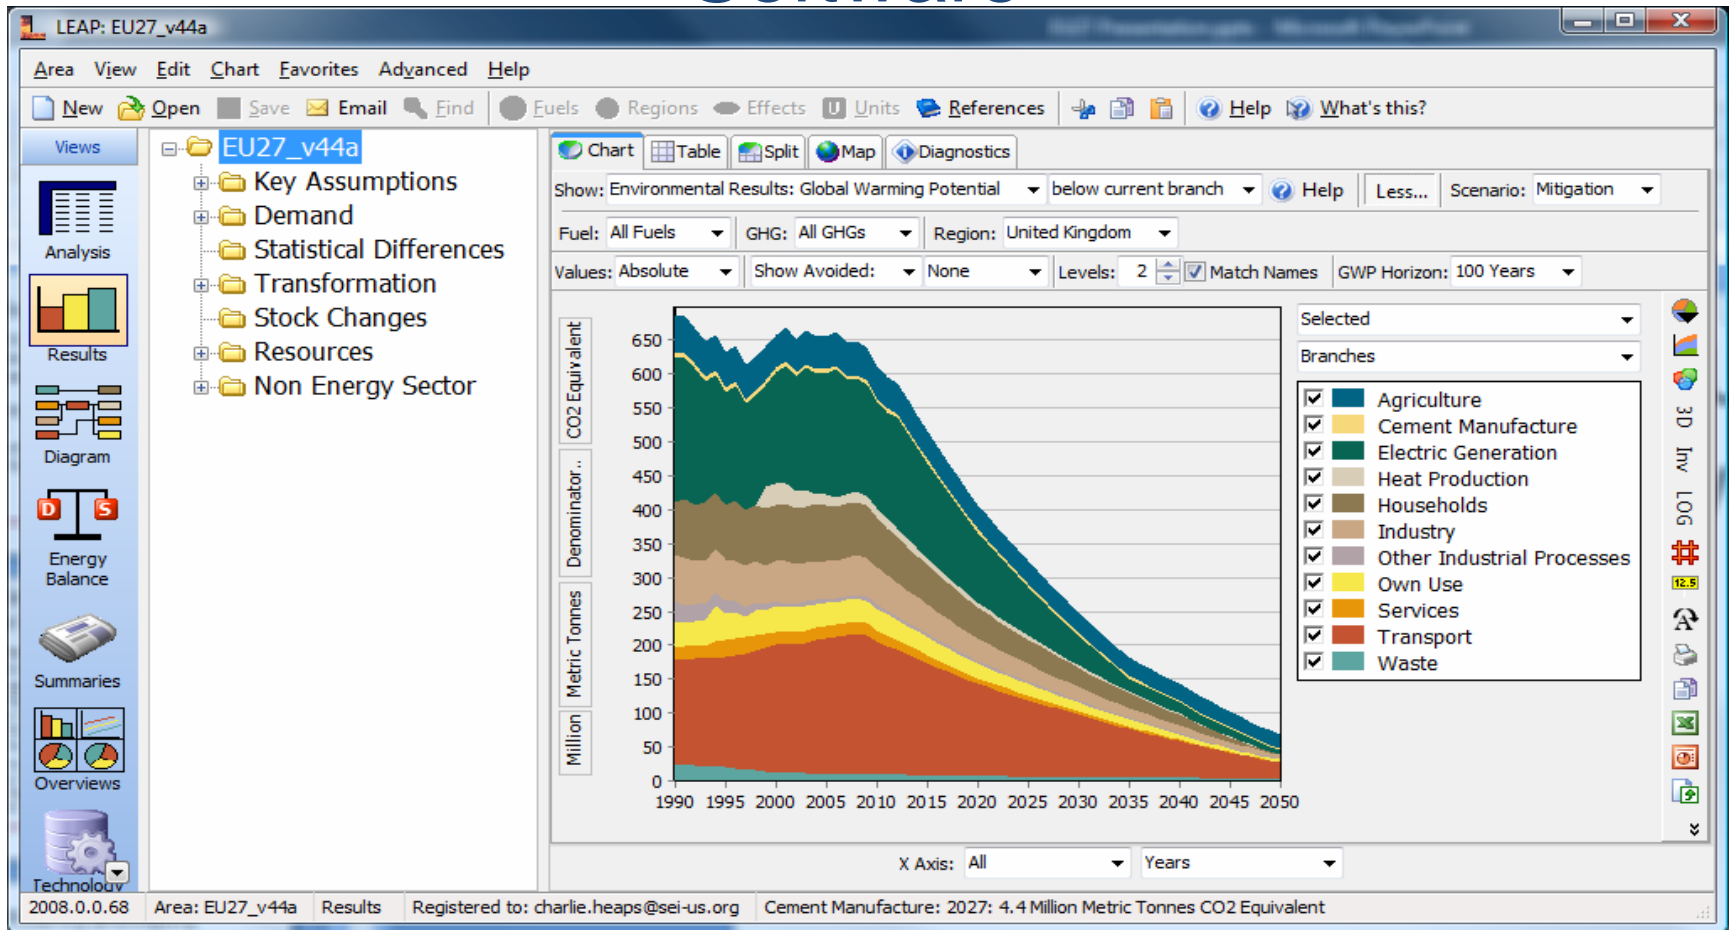 Software
LEAP: EU27_v44a
Area View Edit Chart Favorites Advanced Help
New Open Save Email Find Fuels Regions Effects Units References Help What's this?
Views
Analysis
Results
Diagram
D S
Energy
Balance
Summaries
Overviews
Technology
EU27_v44a
Key Assumptions
Demand
Statistical Differences
Transformation
Stock Changes
Resources
Non Energy Sector
Chart Table Split Map Diagnostics
Show: Environmental Results: Global Warming Potential below current branch Help Less... Scenario: Mitigation
Fuel: All Fuels GHG: All GHGs Region: United Kingdom
Values: Absolute Show Avoided: None Levels: 2 Match Names GWP Horizon: 100 Years
CO2 Equivalent
Denominator..
Metric Tonnes
Million
650
600
550
500
450
400
350
300
250
200
150
100
50
0
1990 1995 2000 2005 2010 2015 2020 2025 2030 2035 2040 2045 2050
Selected
Branches
Agriculture
Cement Manufacture
Electric Generation
Heat Production
Households
Industry
Other Industrial Processes
Own Use
Services
Transport
Waste
3D
Inv
LOG
12.5
A
X Axis: All Years
2008.0.0.68 Area: EU27_v44a Results Registered to: charlie.heaps@sei-us.org Cement Manufacture: 2027: 4.4 Million Metric Tonnes CO2 Equivalent